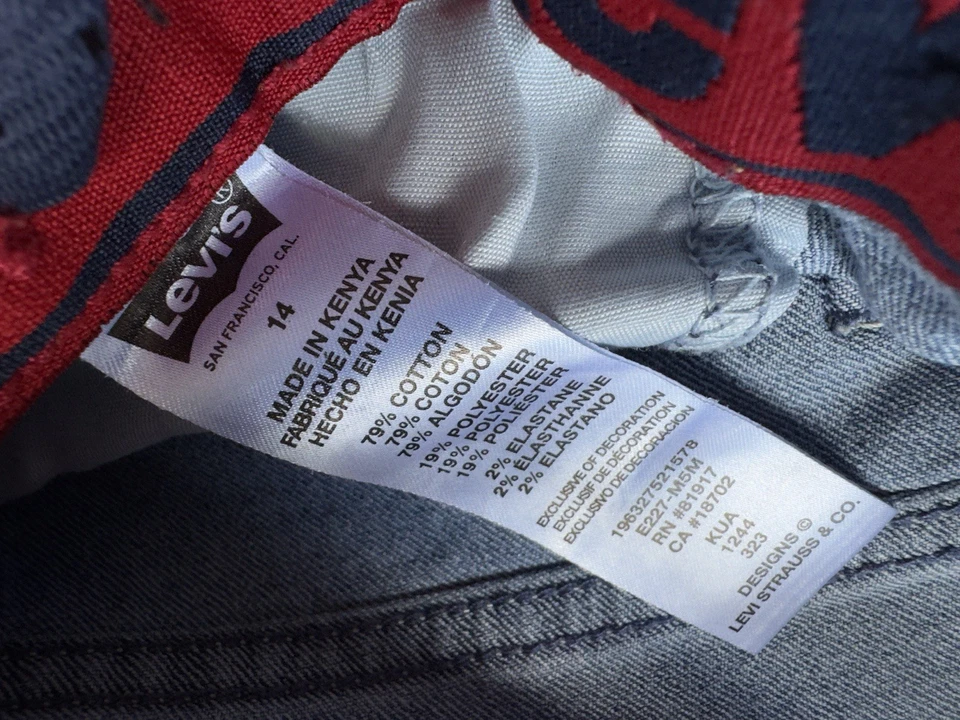 Levi's®
SAN FRANCISCO, CAL.
14
MADE IN KENYA
FABRIQUÉ AU KENYA
HECHO EN KENIA
79% COTTON
79% COTON
79% ALGODÓN
19% POLYESTER
19% POLYESTER
19% POLIÉSTER
2% ELASTANE
2% ÉLASTHANNE
2% ELASTANO
EXCLUSIVE OF DECORATION
EXCLUSIF DE DÉCORATION
EXCLUSIVO DE DECORACIÓN
196327521578
E227-M5IM
RN #819917
CA #18702
KUA
1244
323
DESIGNS ©
LEVI STRAUSS & CO.